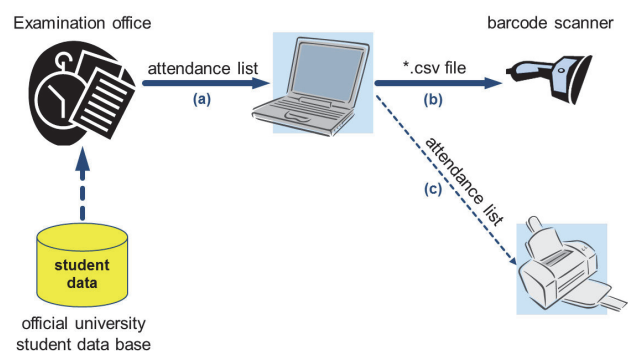 Examination office
barcode scanner
attendance list
(a)
*.csv file
(b)
attendance list
(c)
student
data
official university
student data base